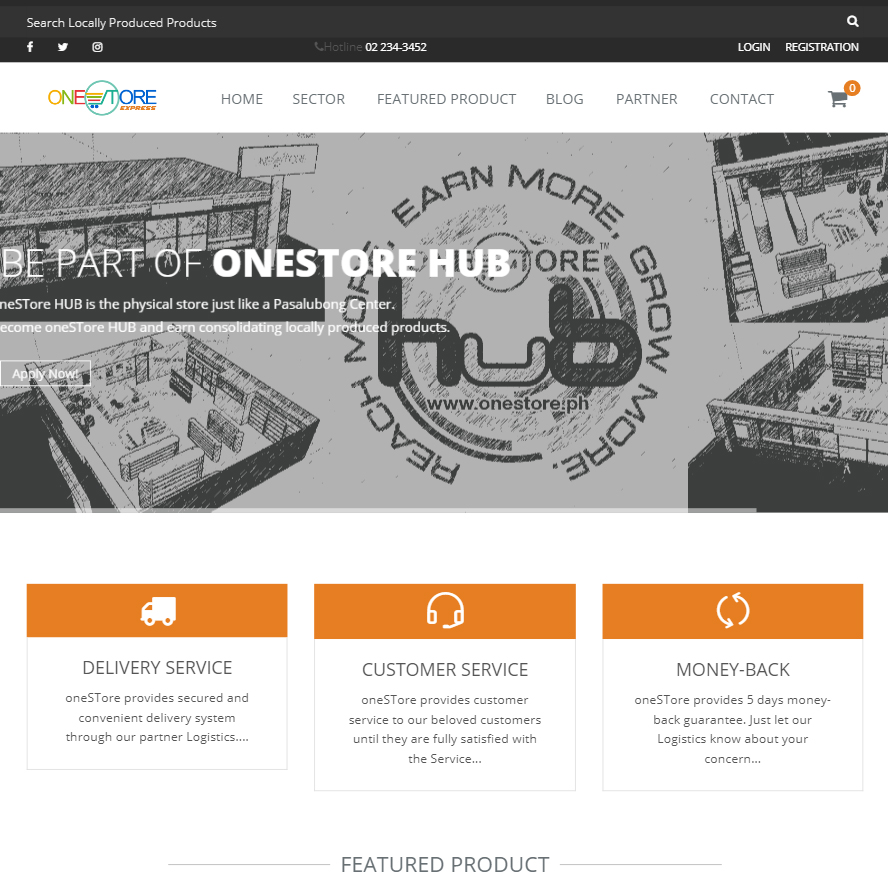 Search Locally Produced Products
Hotline 02 234-3452
LOGIN REGISTRATION
ONESTORE
EXPRESS
HOME SECTOR FEATURED PRODUCT BLOG PARTNER CONTACT
0
EARN MORE, GROW MORE, REACH MORE,
BE PART OF ONESTORE HUB
neSTore HUB is the physical store just like a Pasalubong Center.
ecome oneSTore HUB and earn consolidating locally produced products.
Apply Now!
TORE™
hub
www.onestore.ph
DELIVERY SERVICE
oneSTore provides secured and
convenient delivery system
through our partner Logistics....
CUSTOMER SERVICE
oneSTore provides customer
service to our beloved customers
until they are fully satisfied with
the Service...
MONEY-BACK
oneSTore provides 5 days money-
back guarantee. Just let our
Logistics know about your
concern...
FEATURED PRODUCT